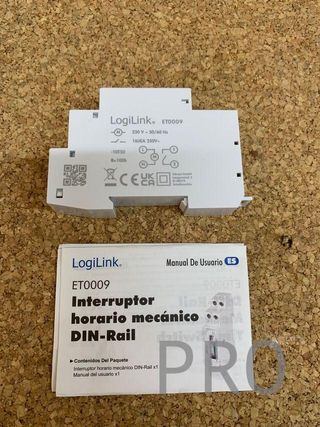 LogiLink® ET0009
230 V ~ 50/60 Hz
16(4)A 250V~
LogiLink®
Manual De Usuario ES
ET0009
Interruptor
horario mecánico
DIN-Rail
▶ Contenidos Del Paquete
Interruptor horario mecánico DIN-Rail x1
Manual del usuario x1
PRO